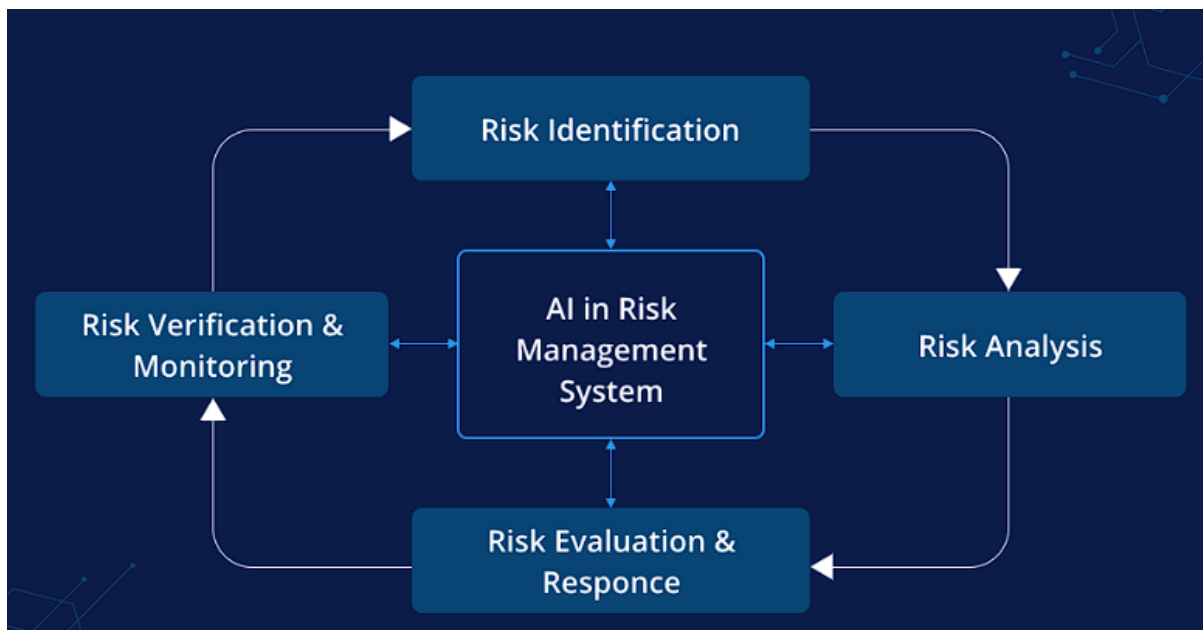 Risk Identification
Risk Verification &
Monitoring
AI in Risk
Management
System
Risk Analysis
Risk Evaluation &
Responce